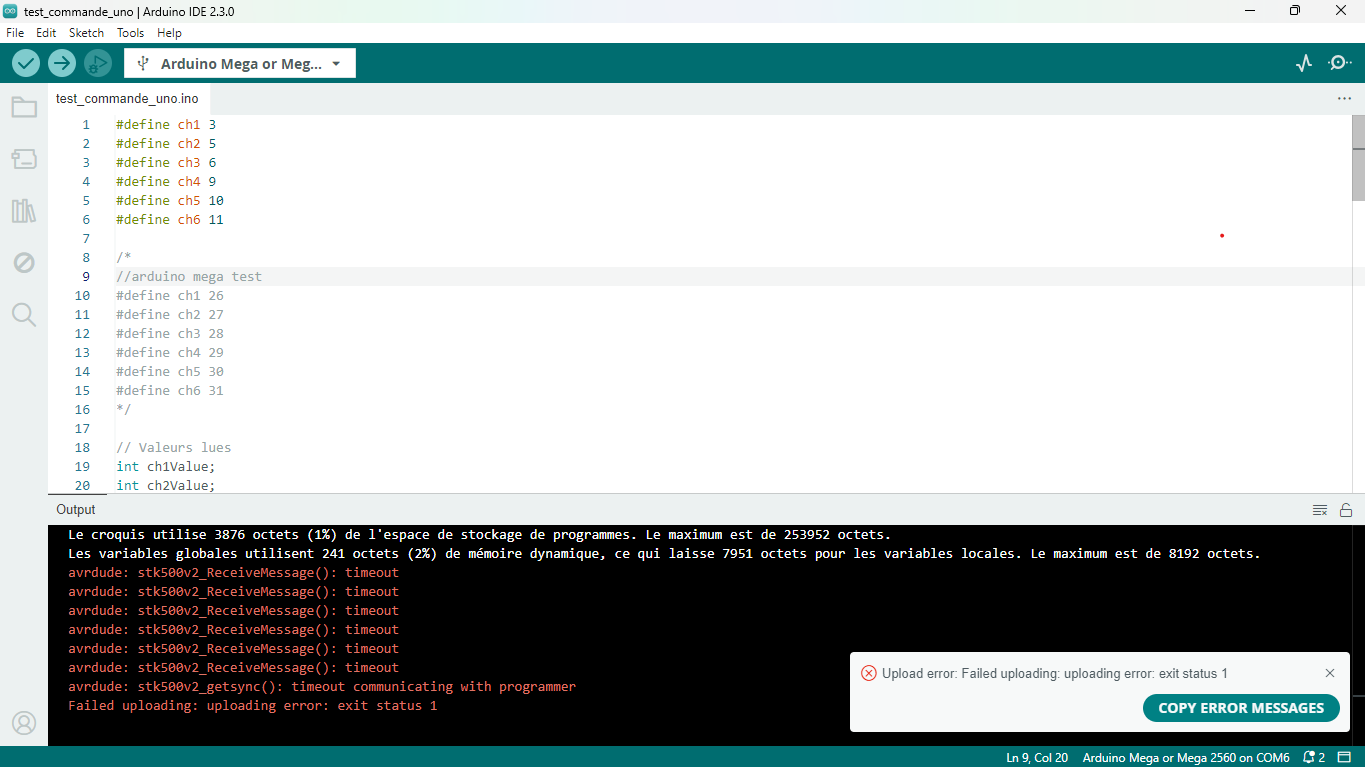 test_commande_uno | Arduino IDE 2.3.0
File Edit Sketch Tools Help
Arduino Mega or Meg...
test_commande_uno.ino
1 #define ch1 3
2 #define ch2 5
3 #define ch3 6
4 #define ch4 9
5 #define ch5 10
6 #define ch6 11
7
8 /*
9 //arduino mega test
10 #define ch1 26
11 #define ch2 27
12 #define ch3 28
13 #define ch4 29
14 #define ch5 30
15 #define ch6 31
16 */
17
18 // Valeurs lues
19 int ch1Value;
20 int ch2Value;
Output
Le croquis utilise 3876 octets (1%) de l'espace de stockage de programmes. Le maximum est de 253952 octets.
Les variables globales utilisent 241 octets (2%) de mémoire dynamique, ce qui laisse 7951 octets pour les variables locales. Le maximum est de 8192 octets.
avrdude: stk500v2_ReceiveMessage(): timeout
avrdude: stk500v2_ReceiveMessage(): timeout
avrdude: stk500v2_ReceiveMessage(): timeout
avrdude: stk500v2_ReceiveMessage(): timeout
avrdude: stk500v2_ReceiveMessage(): timeout
avrdude: stk500v2_ReceiveMessage(): timeout
avrdude: stk500v2_getsync(): timeout communicating with programmer
Failed uploading: uploading error: exit status 1
Upload error: Failed uploading: uploading error: exit status 1
COPY ERROR MESSAGES
Ln 9, Col 20 Arduino Mega or Mega 2560 on COM6 2